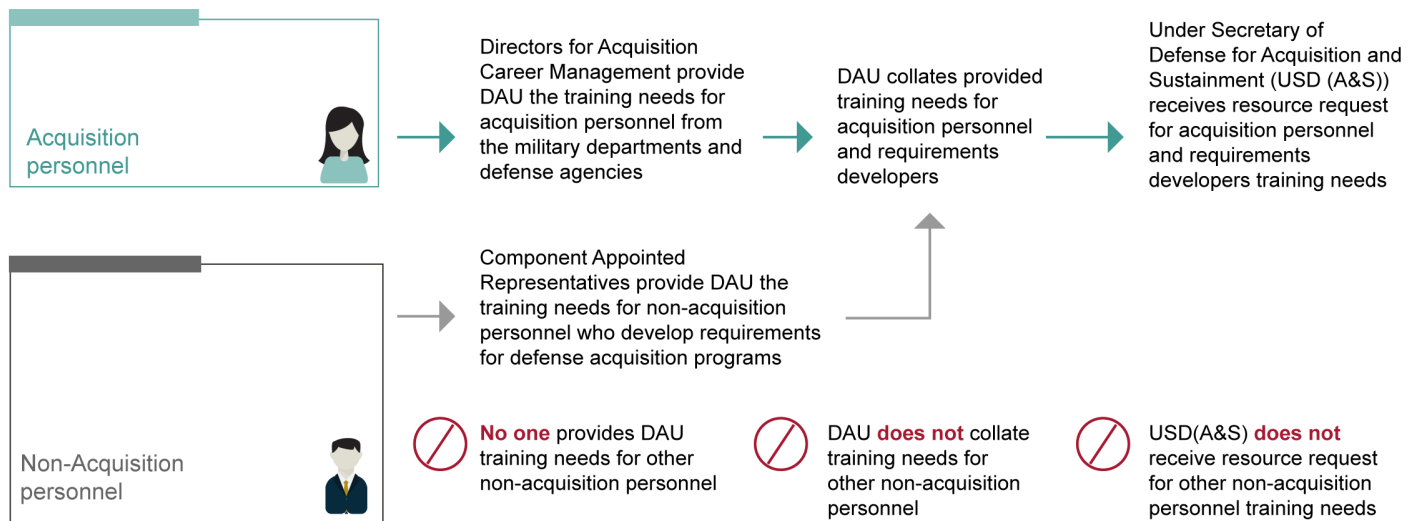 Acquisition
personnel
Directors for Acquisition
Career Management provide
DAU the training needs for
acquisition personnel from
the military departments and
defense agencies
DAU collates provided
training needs for
acquisition personnel
and requirements
developers
Under Secretary of
Defense for Acquisition and
Sustainment (USD (A&S))
receives resource request
for acquisition personnel
and requirements
developers training needs
Non-Acquisition
personnel
Component Appointed
Representatives provide DAU the
training needs for non-acquisition
personnel who develop requirements
for defense acquisition programs
No one provides DAU
training needs for other
non-acquisition personnel
DAU does not collate
training needs for
other non-acquisition
personnel
USD(A&S) does not
receive resource request
for other non-acquisition
personnel training needs